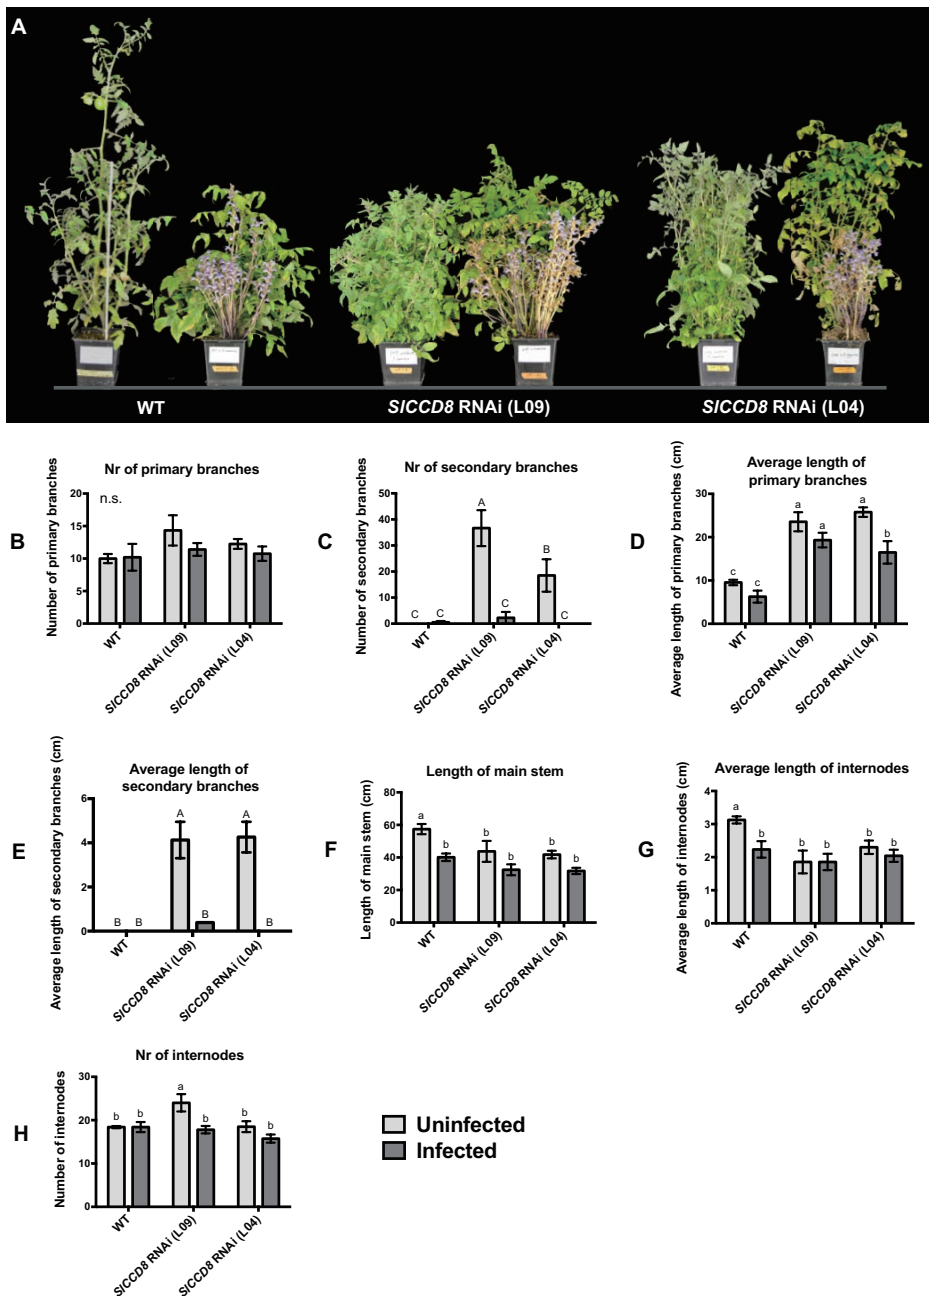 A
WT
SlCCD8 RNAi (L09)
SlCCD8 RNAi (L04)
B
Nr of primary branches
Number of primary branches
20
15
10
5
0
n.s.
WT
SlCCD8 RNAi (L09)
SlCCD8 RNAi (L04)
C
Nr of secondary branches
Number of secondary branches
50
40
30
20
10
0
C
C
A
C
B
C
WT
SlCCD8 RNAi (L09)
SlCCD8 RNAi (L04)
D
Average length of
primary branches
Average length of primary branches (cm)
30
20
10
0
c
c
a
a
a
b
WT
SlCCD8 RNAi (L09)
SlCCD8 RNAi (L04)
E
Average length of
secondary branches
Average length of secondary branches (cm)
6
4
2
0
B
B
A
B
A
B
WT
SlCCD8 RNAi (L09)
SlCCD8 RNAi (L04)
F
Length of main stem
Length of main stem (cm)
80
60
40
20
0
a
b
b
b
b
b
WT
SlCCD8 RNAi (L09)
SlCCD8 RNAi (L04)
G
Average length of internodes
Average length of internodes (cm)
4
3
2
1
0
a
b
b
b
b
b
WT
SlCCD8 RNAi (L09)
SlCCD8 RNAi (L04)
H
Nr of internodes
Number of internodes
30
20
10
0
b
b
a
b
b
b
WT
SlCCD8 RNAi (L09)
SlCCD8 RNAi (L04)
Uninfected
Infected